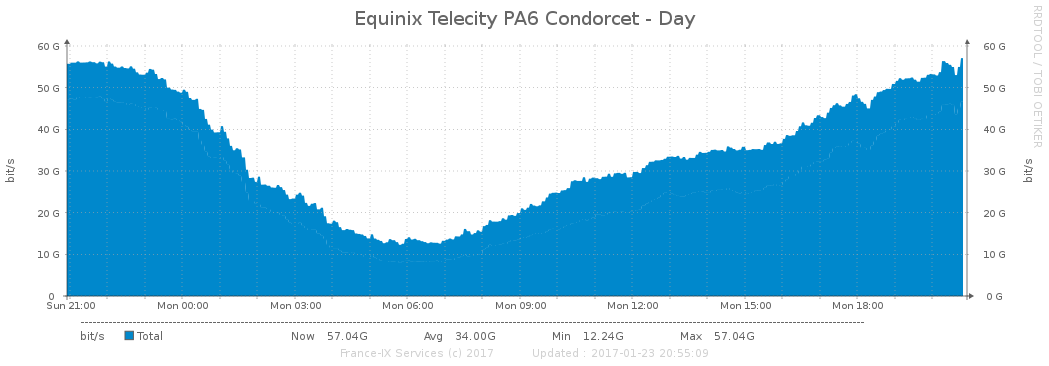 Equinix Telecity PA6 Condorcet - Day
RRDTOOL / TOBI OETIKER
bit/s
60 G 60 G
50 G 50 G
40 G 40 G
30 G 30 G
20 G 20 G
10 G 10 G
0 0 G
bit/s
Sun 21:00 Mon 00:00 Mon 03:00 Mon 06:00 Mon 09:00 Mon 12:00 Mon 15:00 Mon 18:00
bit/s Total Now 57.04G Avg 34.00G Min 12.24G Max 57.04G
France-IX Services (c) 2017 Updated : 2017-01-23 20:55:09